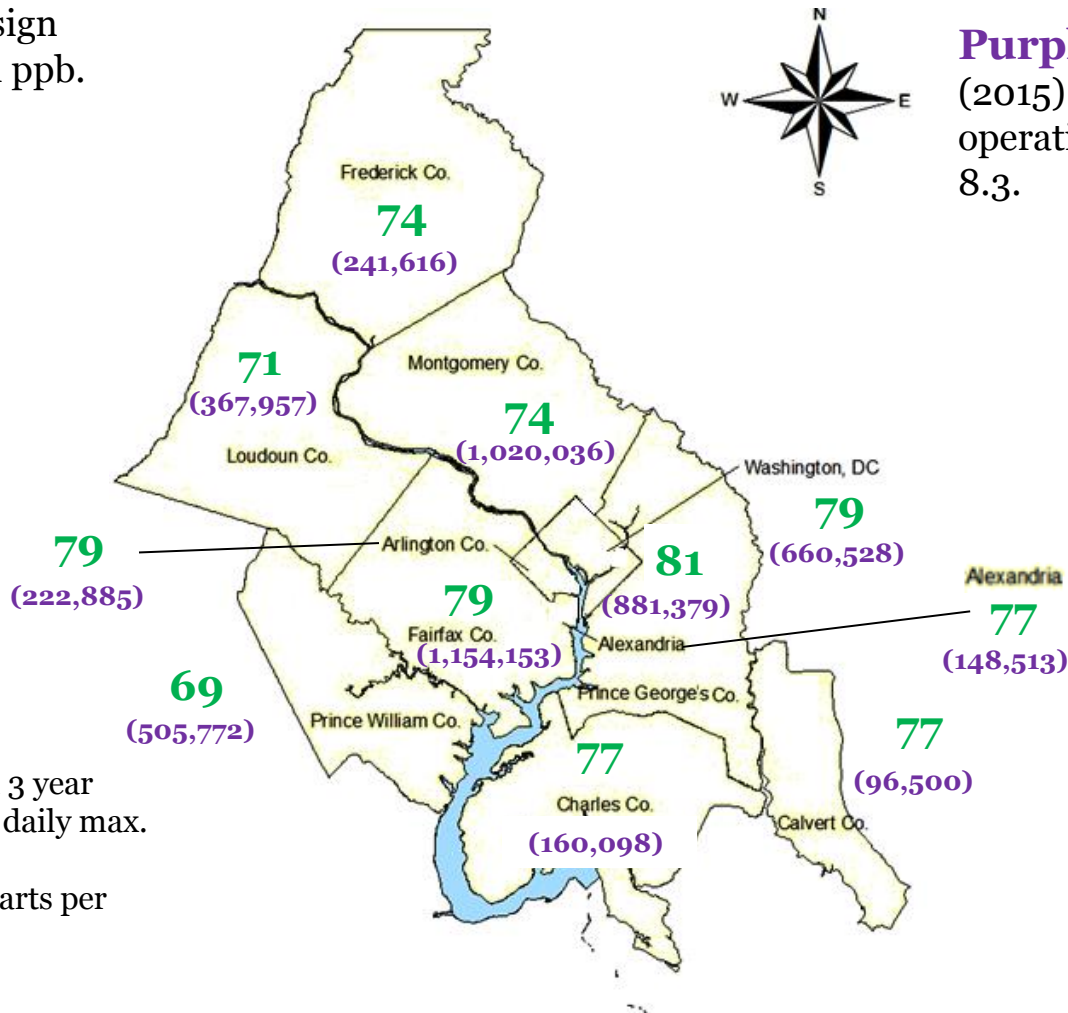 sign
ppb.
N
W
E
S
Purpl
(2015)
operati
8.3.
Frederick Co.
74
(241,616)
71
(367,957)
Loudoun Co.
Montgomery Co.
74
(1,020,036)
Washington, DC
79
(660,528)
79
(222,885)
Arlington Co.
81
(881,379)
Alexandria
77
(148,513)
79
Fairfax Co.
(1,154,153)
Alexandria
Prince George's Co.
69
(505,772)
Prince William Co.
77
Charles Co.
(160,098)
77
(96,500)
Calvert Co.
3 year
daily max.
arts per